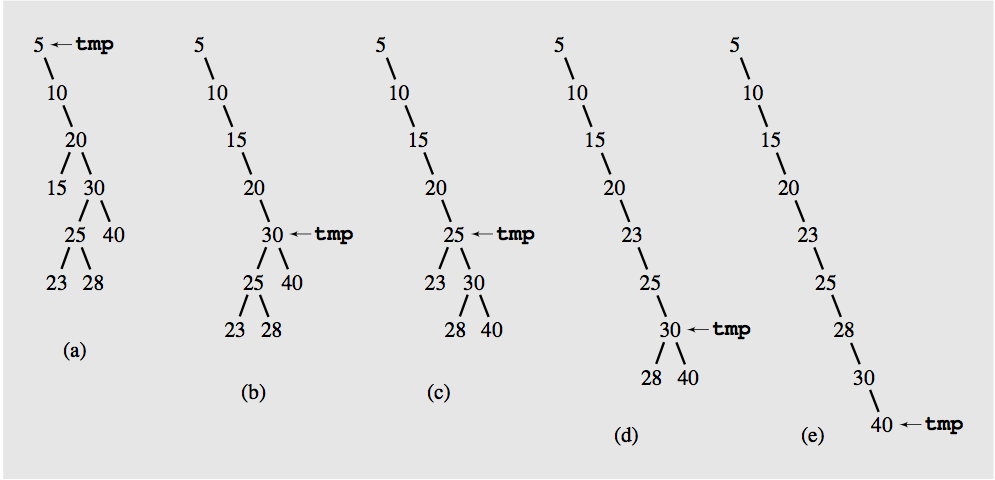 5 ← tmp 5 5 5 5
10 10 10 10 10
20 15 15 15 15
15 30 20 20 20 20
25 40 30 ← tmp 25 ← tmp 23 23
23 28 25 40 23 30 25 25
23 28 28 40 30 ← tmp 28
(a)
28 40 30
(b) (c)
40 ← tmp
(d) (e)